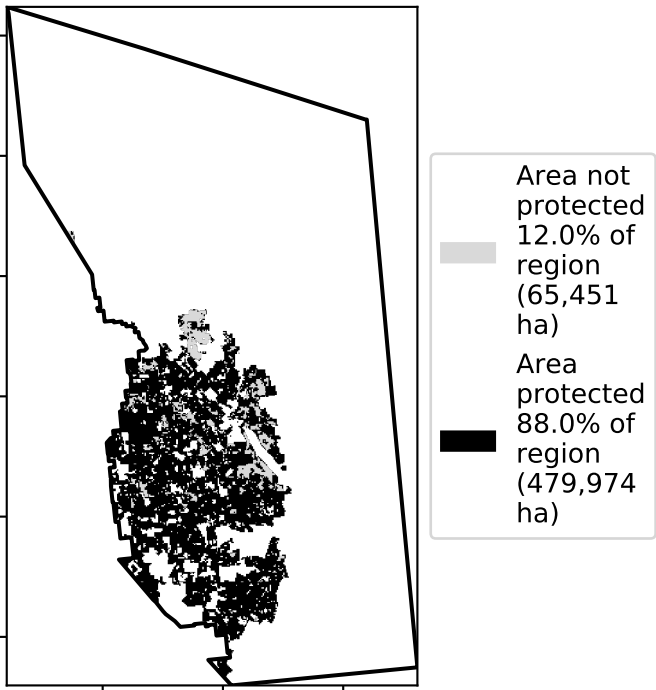 Area not
protected
12.0% of
region
(65,451
ha)
Area
protected
88.0% of
region
(479,974
ha)